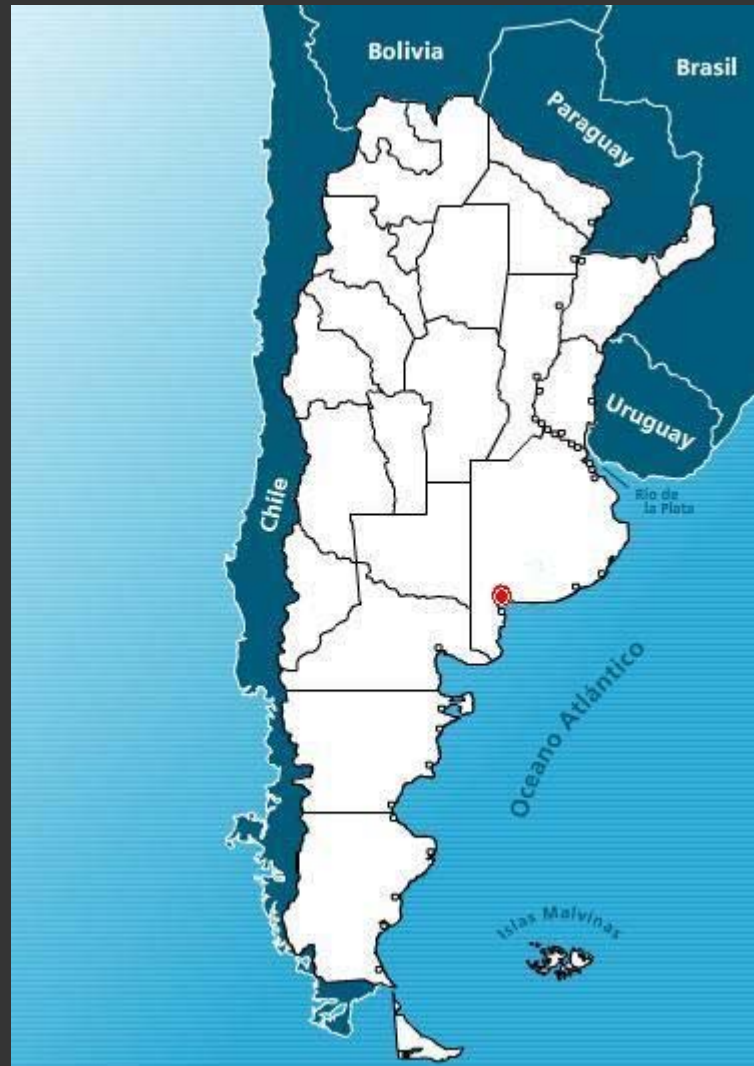 Bolivia
Brasil
Paraguay
Uruguay
Chile
Río de
la Plata
Oceano Atlántico
Islas Malvinas